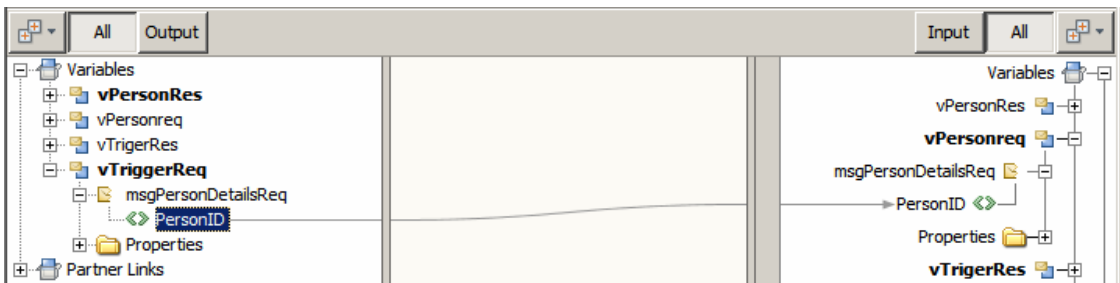 All Output Input All
Variables
vPersonRes
vPersonreq
vTrigerRes
vTriggerReq
msgPersonDetailsReq
PersonID
Properties
Partner Links
Variables
vPersonRes
vPersonreq
msgPersonDetailsReq
PersonID
Properties
vTrigerRes